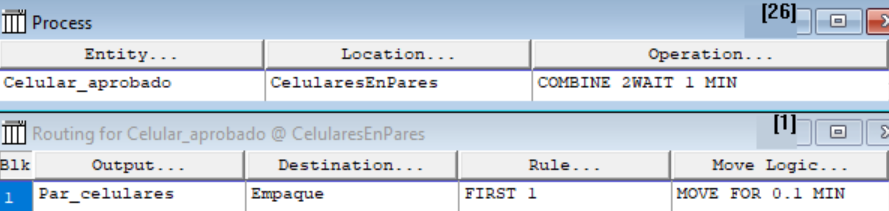 Process [26]
Entity... Location... Operation...
Celular_aprobado CelularesEnPares COMBINE 2WAIT 1 MIN
Routing for Celular_aprobado @ CelularesEnPares [1]
Blk Output... Destination... Rule... Move Logic...
1 Par_celulares Empaque FIRST 1 MOVE FOR 0.1 MIN